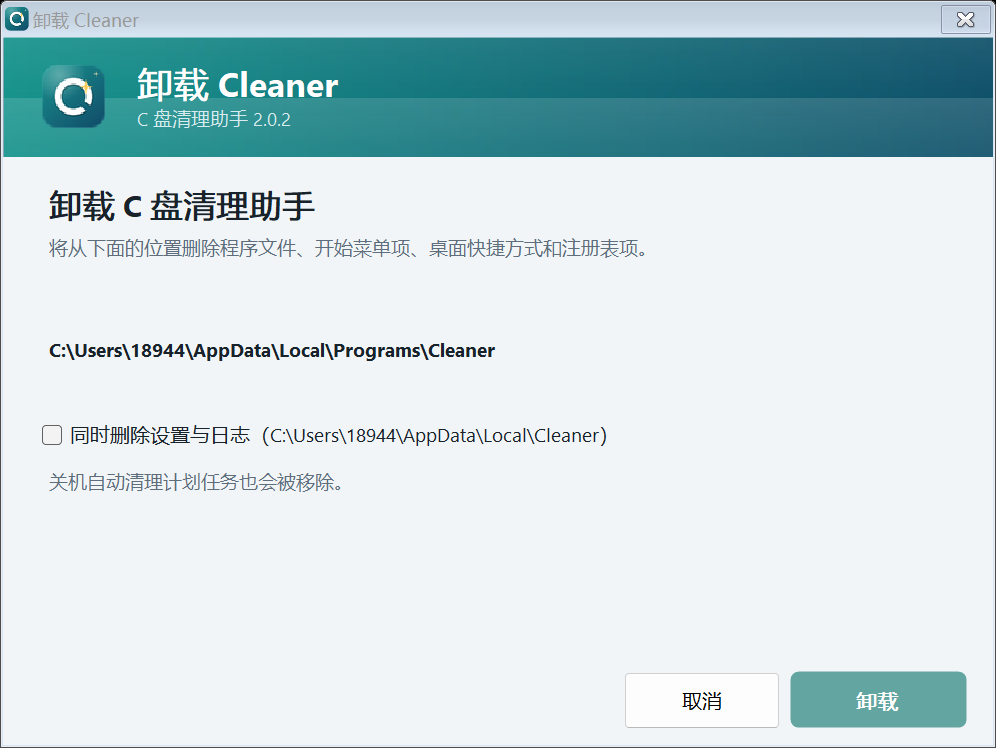 卸载 Cleaner
卸载 Cleaner
C 盘清理助手 2.0.2
卸载 C 盘清理助手
将从下面的位置删除程序文件、开始菜单项、桌面快捷方式和注册表项。
C:\Users\18944\AppData\Local\Programs\Cleaner
同时删除设置与日志（C:\Users\18944\AppData\Local\Cleaner）
关机自动清理计划任务也会被移除。
取消
卸载